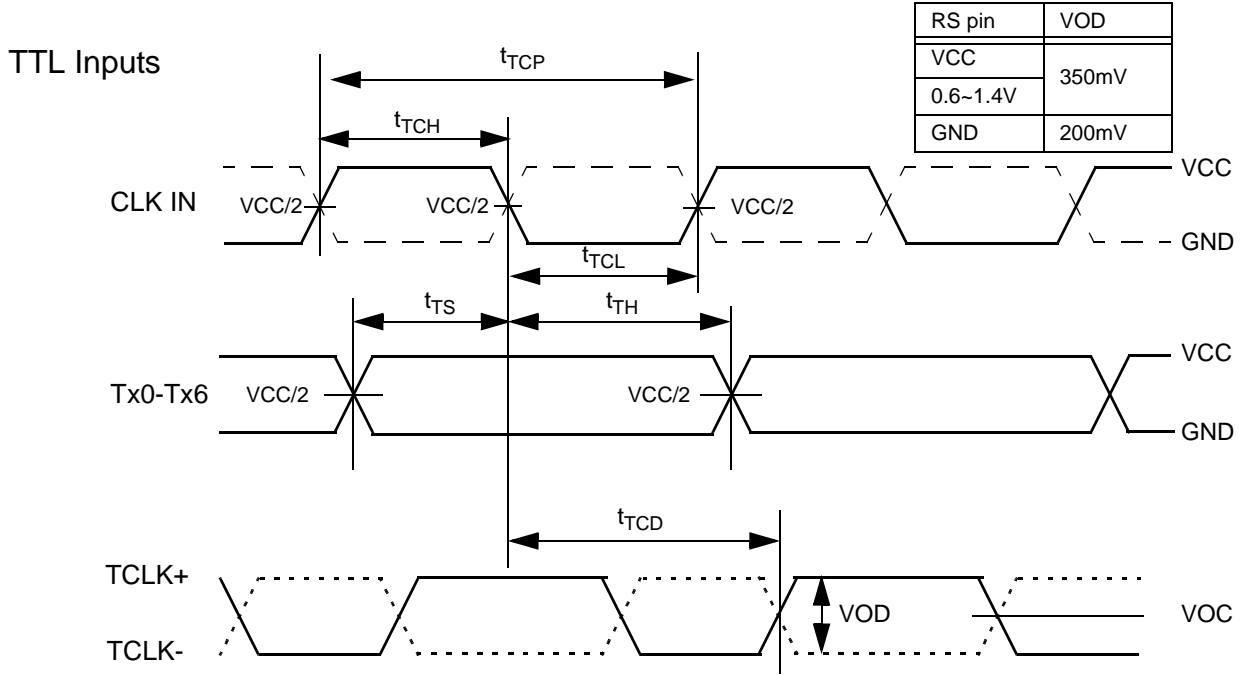 RS pin VOD
VCC 350mV
0.6~1.4V
GND 200mV
TTL Inputs
tTCP
tTCH
CLK IN VCC/2 VCC/2 VCC/2 VCC
GND
tTCL
tTS tTH
Tx0-Tx6 VCC/2 VCC/2 VCC
GND
tTCD
TCLK+
VOD VOC
TCLK-